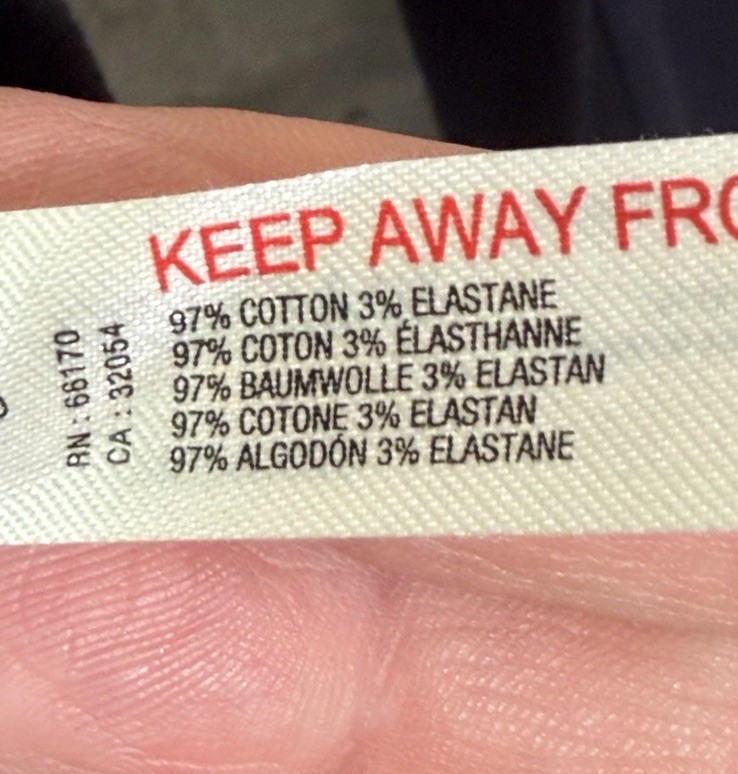 KEEP AWAY
97% COTTON 3% ELASTANE
97% COTON 3% ÉLASTHANNE
97% BAUMWOLLE 3% ELASTAN
97% COTONE 3% ELASTAN
97% ALGODÓN 3% ELASTANE
RN : 66170
CA : 32054